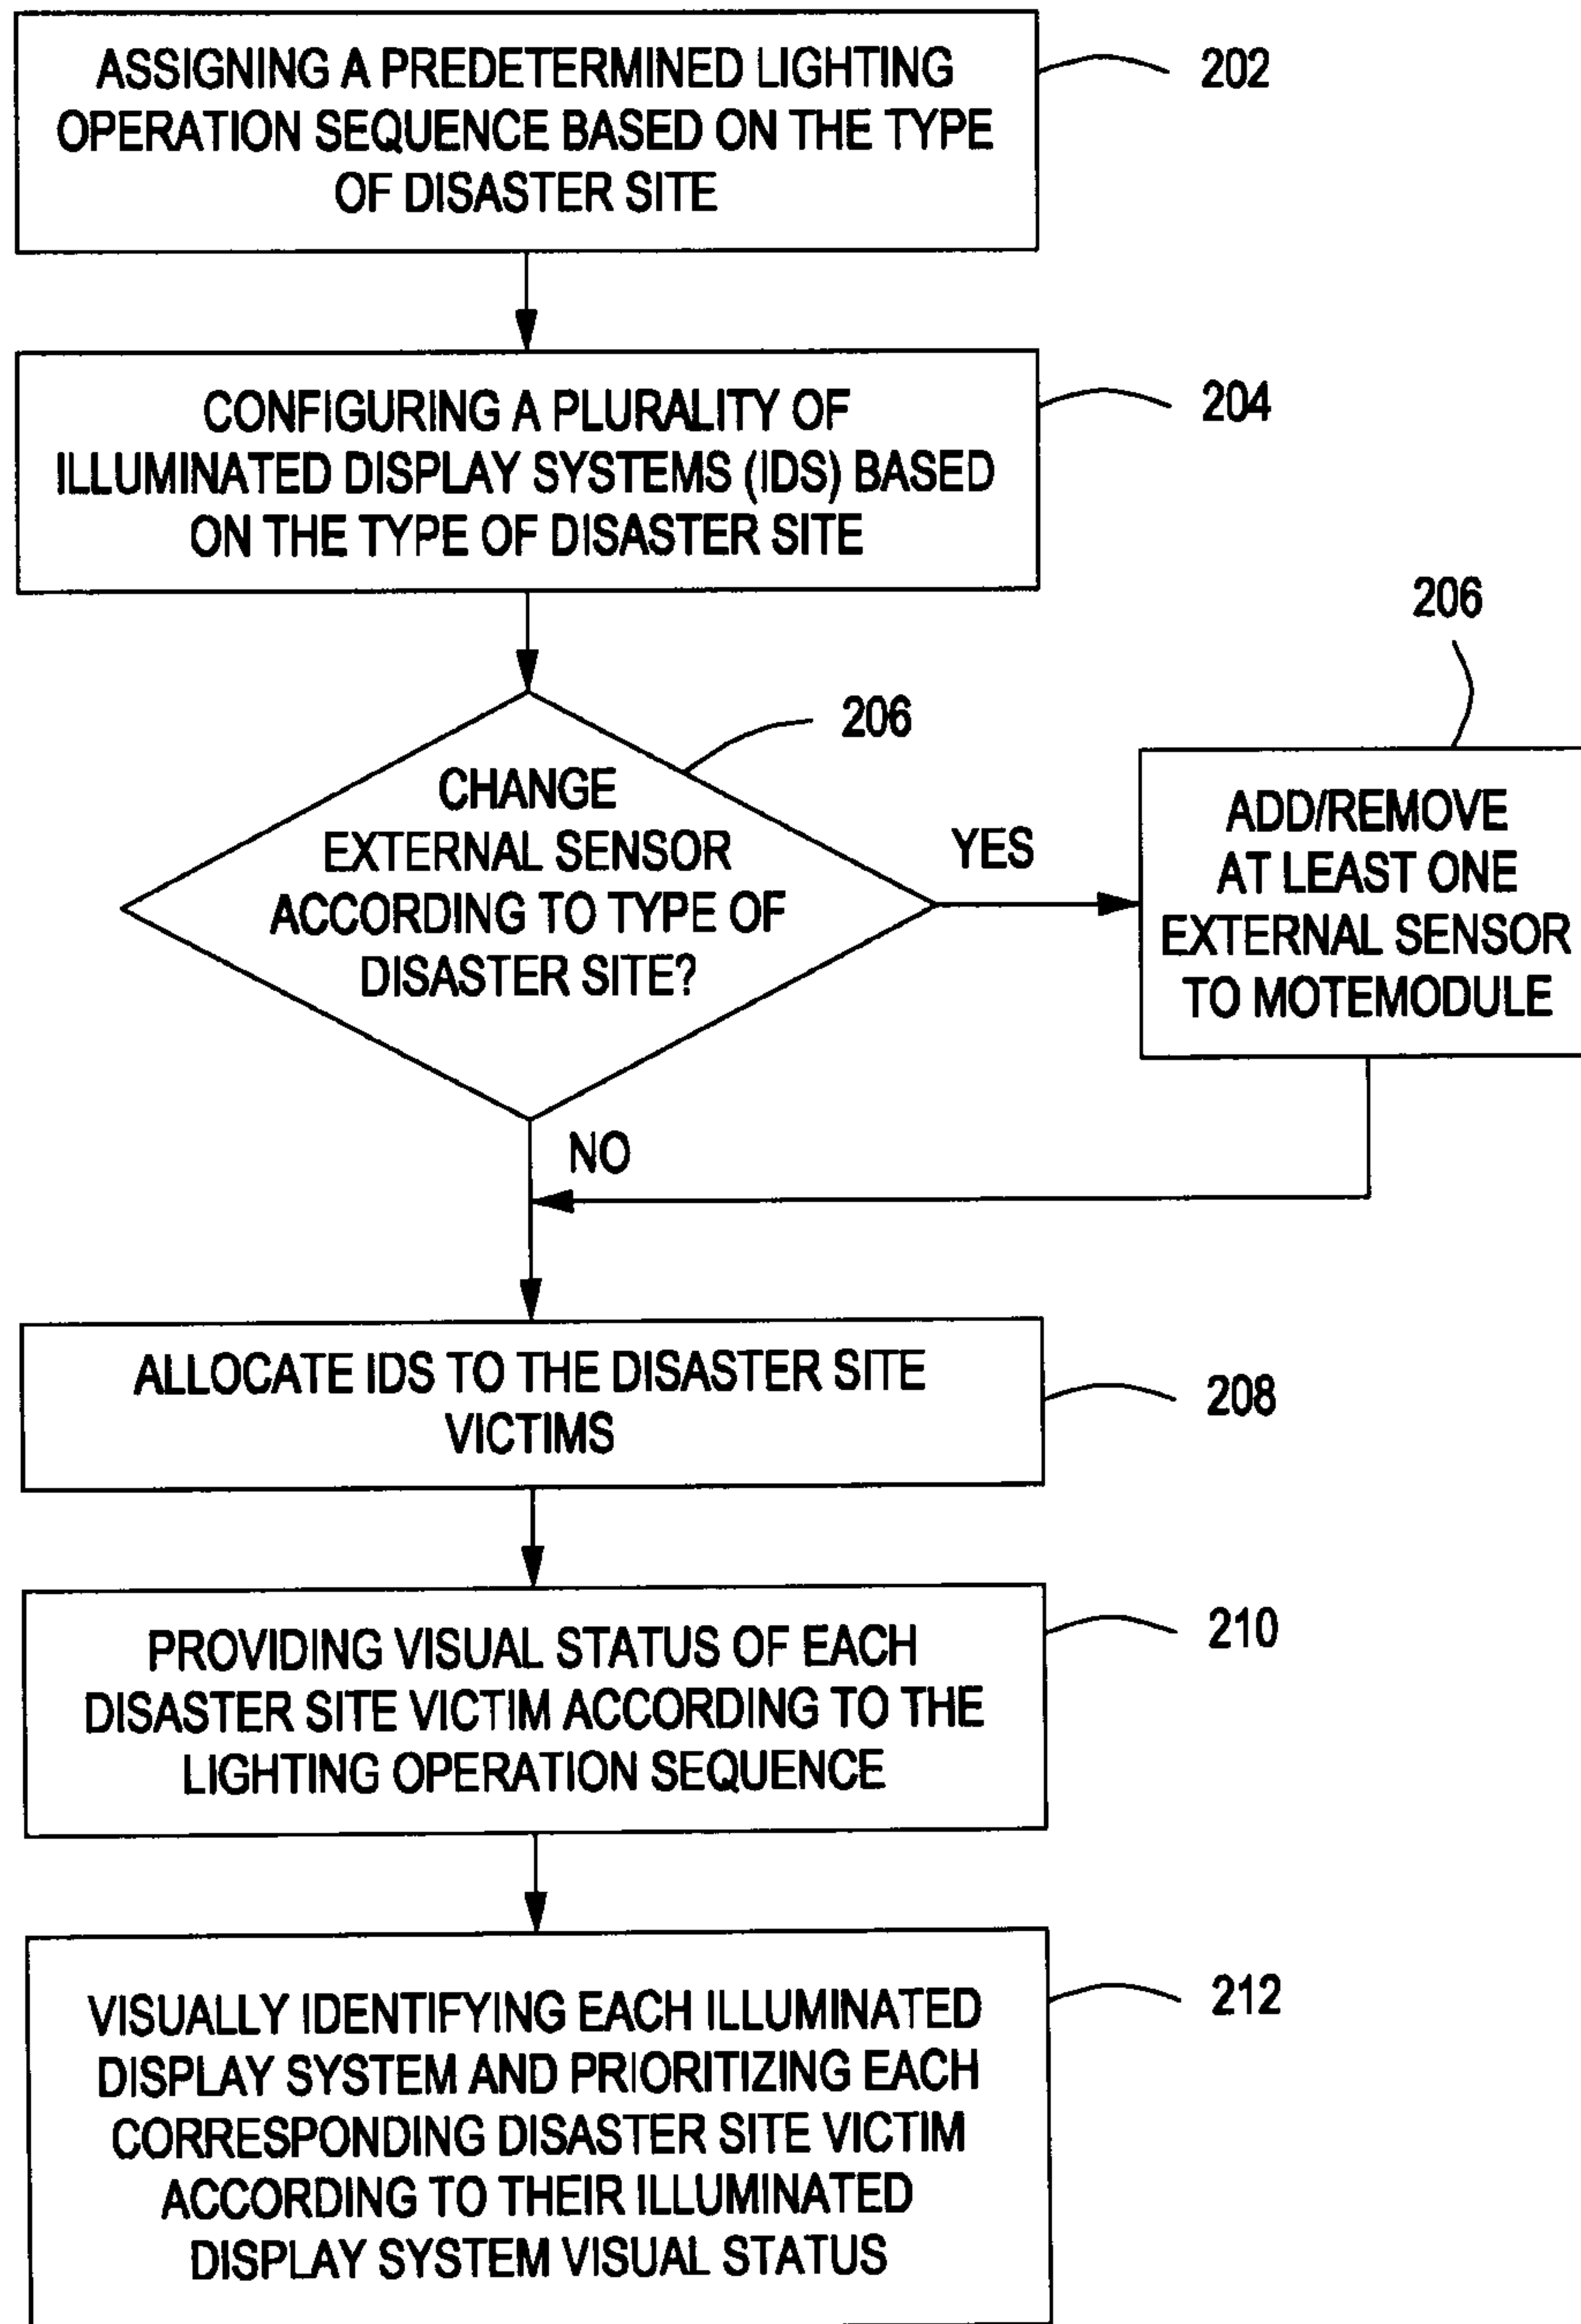 ASSIGNING A PREDETERMINED LIGHTING
OPERATION SEQUENCE BASED ON THE TYPE
OF DISASTER SITE
202
CONFIGURING A PLURALITY OF
ILLUMINATED DISPLAY SYSTEMS (IDS) BASED
ON THE TYPE OF DISASTER SITE
204
CHANGE
EXTERNAL SENSOR
ACCORDING TO TYPE OF
DISASTER SITE?
206
YES
206
ADD/REMOVE
AT LEAST ONE
EXTERNAL SENSOR
TO MOTEMODULE
NO
ALLOCATE IDS TO THE DISASTER SITE
VICTIMS
208
PROVIDING VISUAL STATUS OF EACH
DISASTER SITE VICTIM ACCORDING TO THE
LIGHTING OPERATION SEQUENCE
210
VISUALLY IDENTIFYING EACH ILLUMINATED
DISPLAY SYSTEM AND PRIORITIZING EACH
CORRESPONDING DISASTER SITE VICTIM
ACCORDING TO THEIR ILLUMINATED
DISPLAY SYSTEM VISUAL STATUS
212